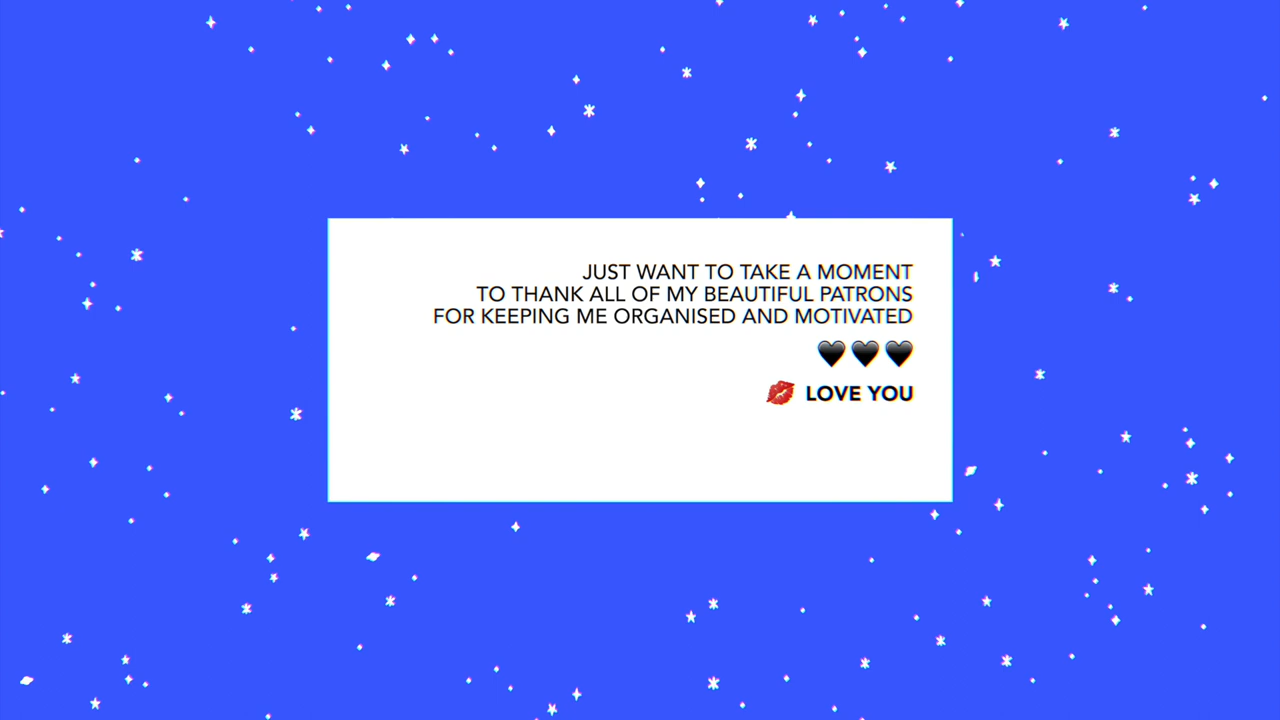 JUST WANT TO TAKE A MOMENT
TO THANK ALL OF MY BEAUTIFUL PATRONS
FOR KEEPING ME ORGANISED AND MOTIVATED
🖤🖤🖤
💋 LOVE YOU